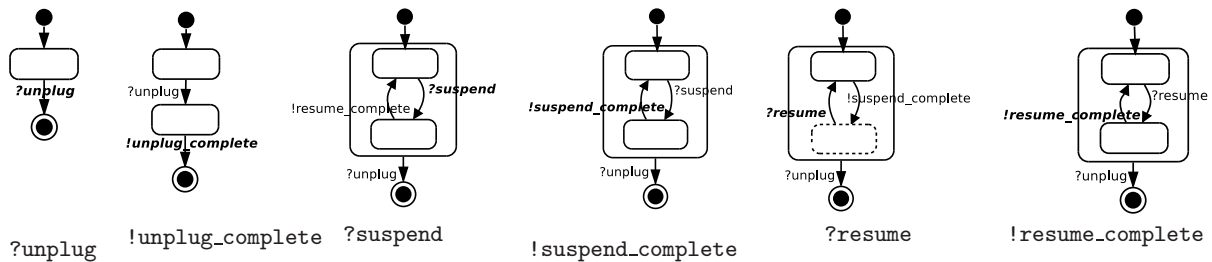 ?unplug
?unplug
!unplug_complete
?suspend
!resume_complete
?unplug
?suspend
!suspend_complete
?unplug
!suspend_complete
?resume
?unplug
?resume
!resume_complete
?unplug
?unplug
!unplug_complete
?suspend
!suspend_complete
?resume
!resume_complete